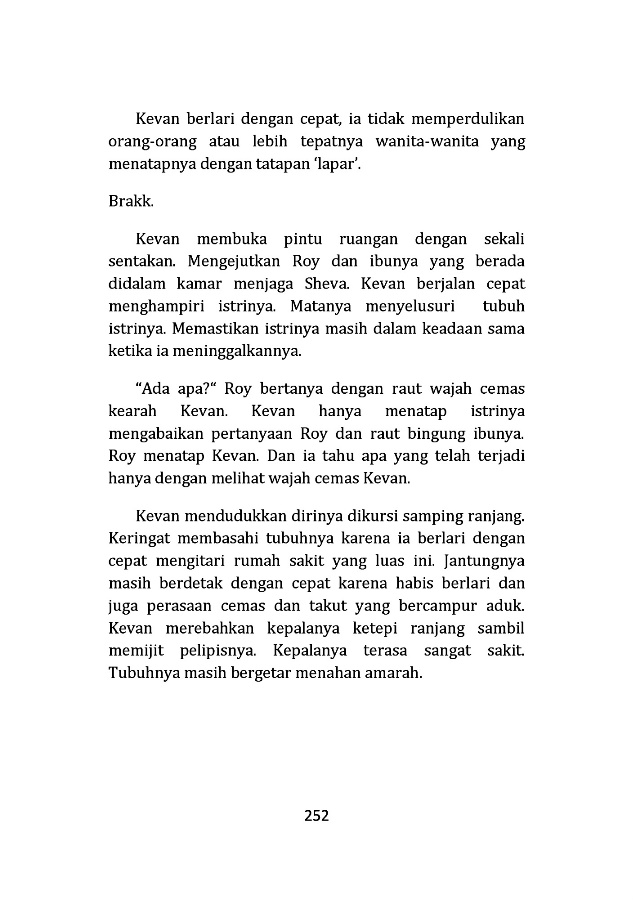 Kevan berlari dengan cepat, ia tidak memperdulikan
orang-orang atau lebih tepatnya wanita-wanita yang
menatapnya dengan tatapan ‘lapar’.
Brakk.
Kevan membuka pintu ruangan dengan sekali
sentakan. Mengejutkan Roy dan ibunya yang berada
didalam kamar menjaga Sheva. Kevan berjalan cepat
menghampiri istrinya. Matanya menyelusuri tubuh
istrinya. Memastikan istrinya masih dalam keadaan sama
ketika ia meninggalkannya.
“Ada apa?“ Roy bertanya dengan raut wajah cemas
kearah Kevan. Kevan hanya menatap istrinya
mengabaikan pertanyaan Roy dan raut bingung ibunya.
Roy menatap Kevan. Dan ia tahu apa yang telah terjadi
hanya dengan melihat wajah cemas Kevan.
Kevan mendudukkan dirinya dikursi samping ranjang.
Keringat membasahi tubuhnya karena ia berlari dengan
cepat mengitari rumah sakit yang luas ini. Jantungnya
masih berdetak dengan cepat karena habis berlari dan
juga perasaan cemas dan takut yang bercampur aduk.
Kevan merebahkan kepalanya ketepi ranjang sambil
memijit pelipisnya. Kepalanya terasa sangat sakit.
Tubuhnya masih bergetar menahan amarah.
252